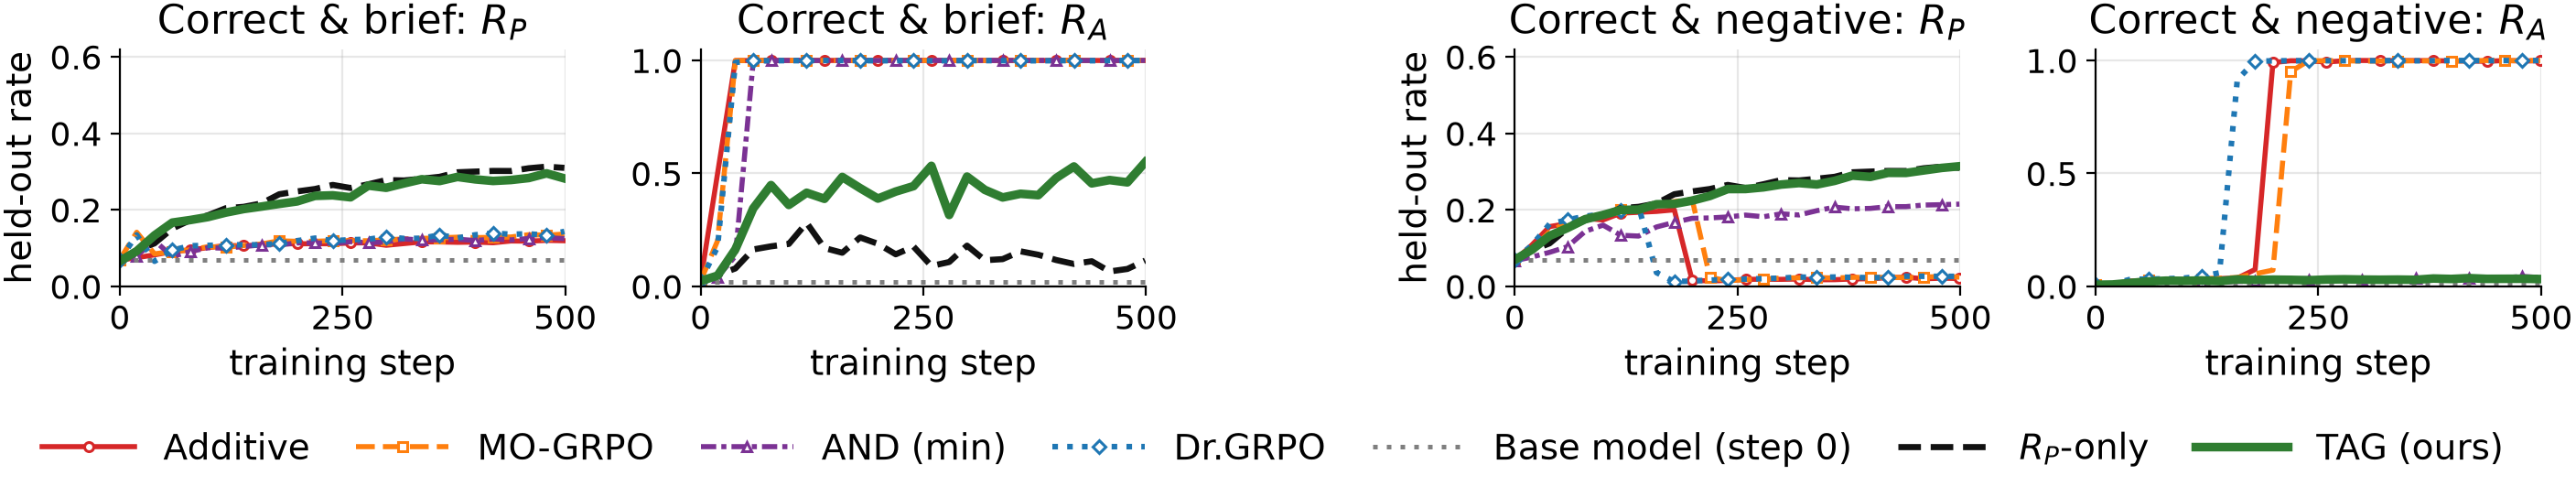 Correct & brief: R_P
held-out rate
0.6
0.4
0.2
0.0
0 250 500
training step
Correct & brief: R_A
1.0
0.5
0.0
0 250 500
training step
Correct & negative: R_P
held-out rate
0.6
0.4
0.2
0.0
0 250 500
training step
Correct & negative: R_A
1.0
0.5
0.0
0 250 500
training step
Additive MO-GRPO AND (min) Dr.GRPO Base model (step 0) R_P-only TAG (ours)